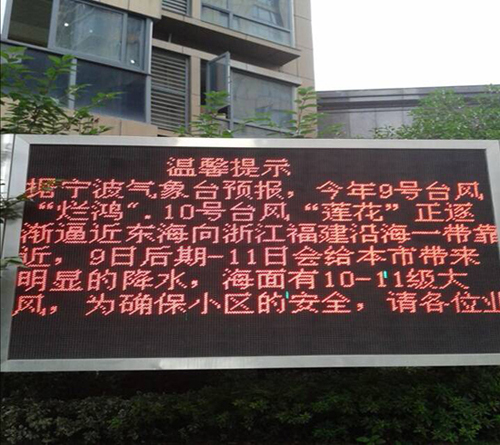 温馨提示
据宁波气象台预报，今年9号台风
“烂鸿”.10号台风“莲花”正逐
渐逼近东海向浙江福建沿海一带靠
近，9日后期-11日会给本市带来
明显的降水，海面有10-11级大
风，为确保小区的安全，请各位业